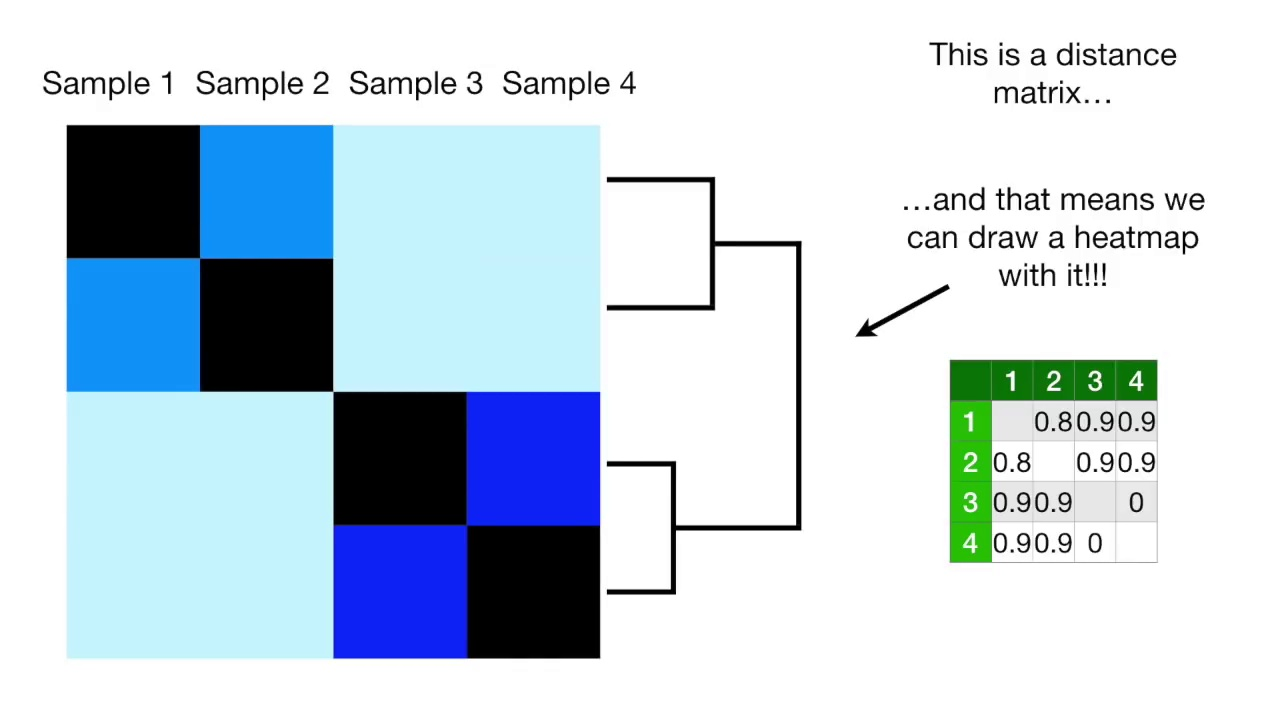 This is a distance
matrix…
Sample 1 Sample 2 Sample 3 Sample 4
…and that means we
can draw a heatmap
with it!!!
1 2 3 4
1 0.8 0.9 0.9
2 0.8 0.9 0.9
3 0.9 0.9 0
4 0.9 0.9 0